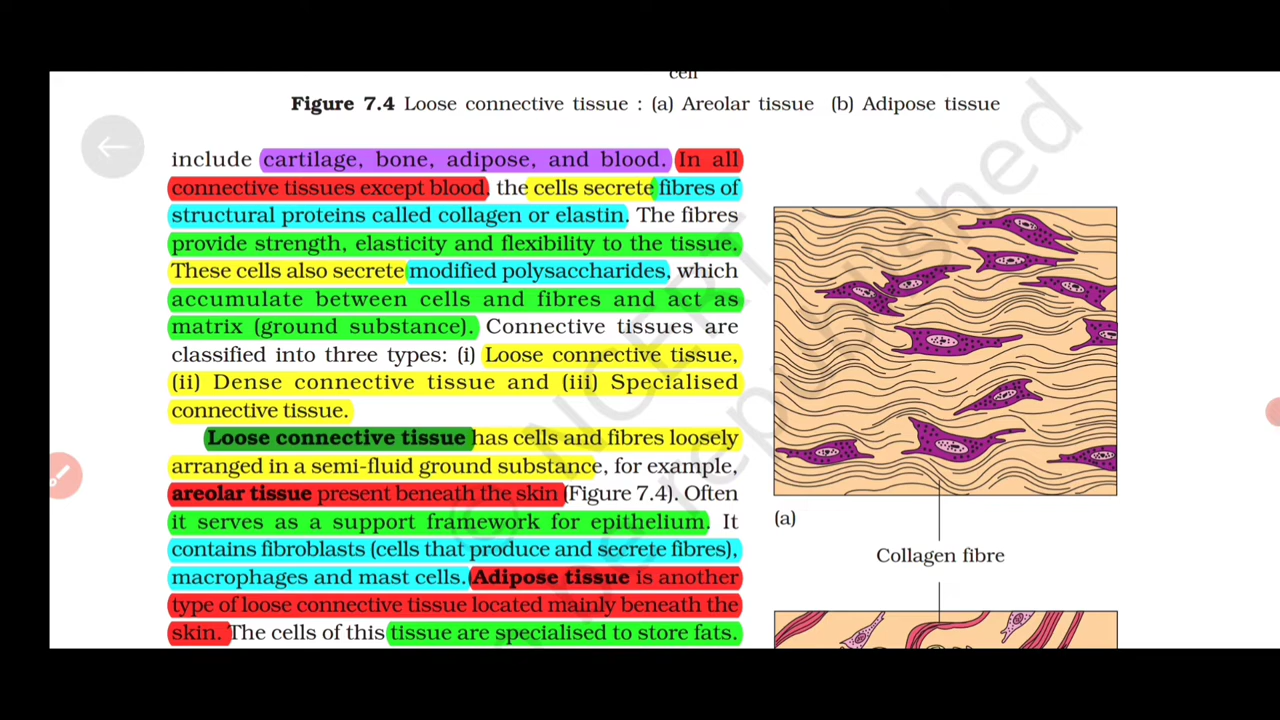 cell
Figure 7.4 Loose connective tissue : (a) Areolar tissue (b) Adipose tissue
include cartilage, bone, adipose, and blood. In all
connective tissues except blood, the cells secrete fibres of
structural proteins called collagen or elastin. The fibres
provide strength, elasticity and flexibility to the tissue.
These cells also secrete modified polysaccharides, which
accumulate between cells and fibres and act as
matrix (ground substance). Connective tissues are
classified into three types: (i) Loose connective tissue,
(ii) Dense connective tissue and (iii) Specialised
connective tissue.
Loose connective tissue has cells and fibres loosely
arranged in a semi-fluid ground substance, for example,
areolar tissue present beneath the skin (Figure 7.4). Often
it serves as a support framework for epithelium. It
contains fibroblasts (cells that produce and secrete fibres),
macrophages and mast cells. Adipose tissue is another
type of loose connective tissue located mainly beneath the
skin. The cells of this tissue are specialised to store fats.
(a)
Collagen fibre
© NCERT
be republished